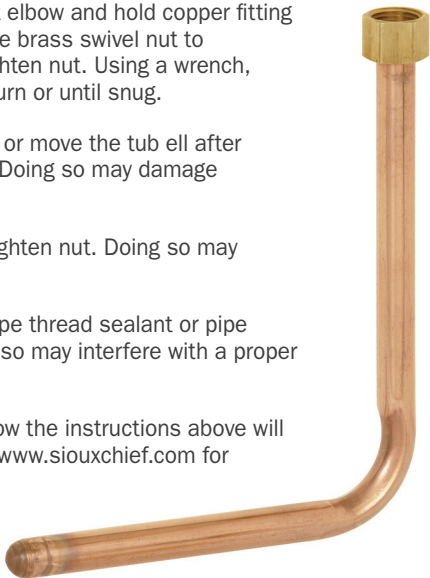 elbow and hold copper fitting
e brass swivel nut to
hten nut. Using a wrench,
urn or until snug.
or move the tub ell after
Doing so may damage
ghten nut. Doing so may
pe thread sealant or pipe
so may interfere with a proper
ow the instructions above will
www.siouxchief.com for